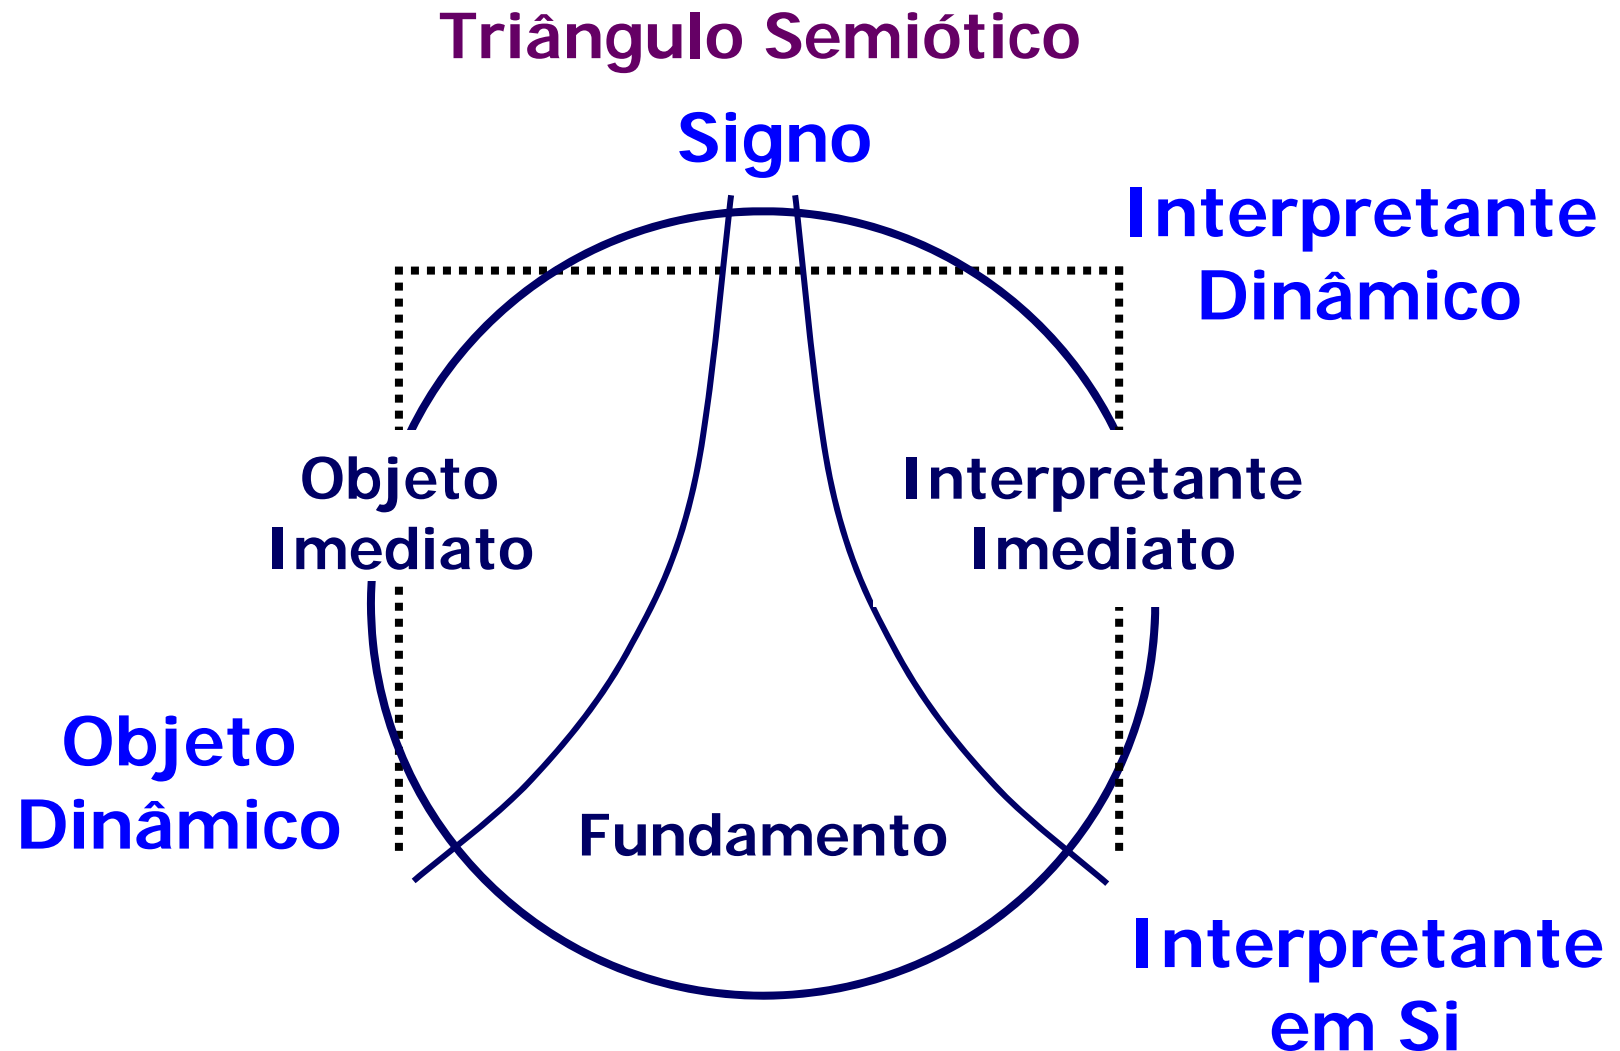 Triângulo Semiótico
Signo
Interpretante
Dinâmico
Objeto
Imediato
Interpretante
Imediato
Objeto
Dinâmico
Fundamento
Interpretante
em Si